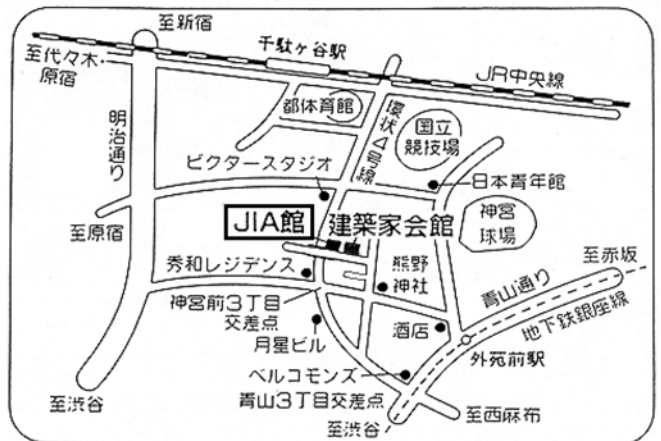 至新宿
千駄ヶ谷駅
至代々木・
原宿
JR中央線
都体育館
明治通り
環状4号線
国立
競技場
ビクタースタジオ
日本青年館
JIA館
建築家会館
神宮
球場
至原宿
至赤坂
秀和レジデンス
熊野
神社
青山通り
神宮前3丁目
交差点
地下鉄銀座線
酒店
月星ビル
外苑前駅
ベルコモンズ
至渋谷
青山3丁目交差点
至西麻布
至渋谷